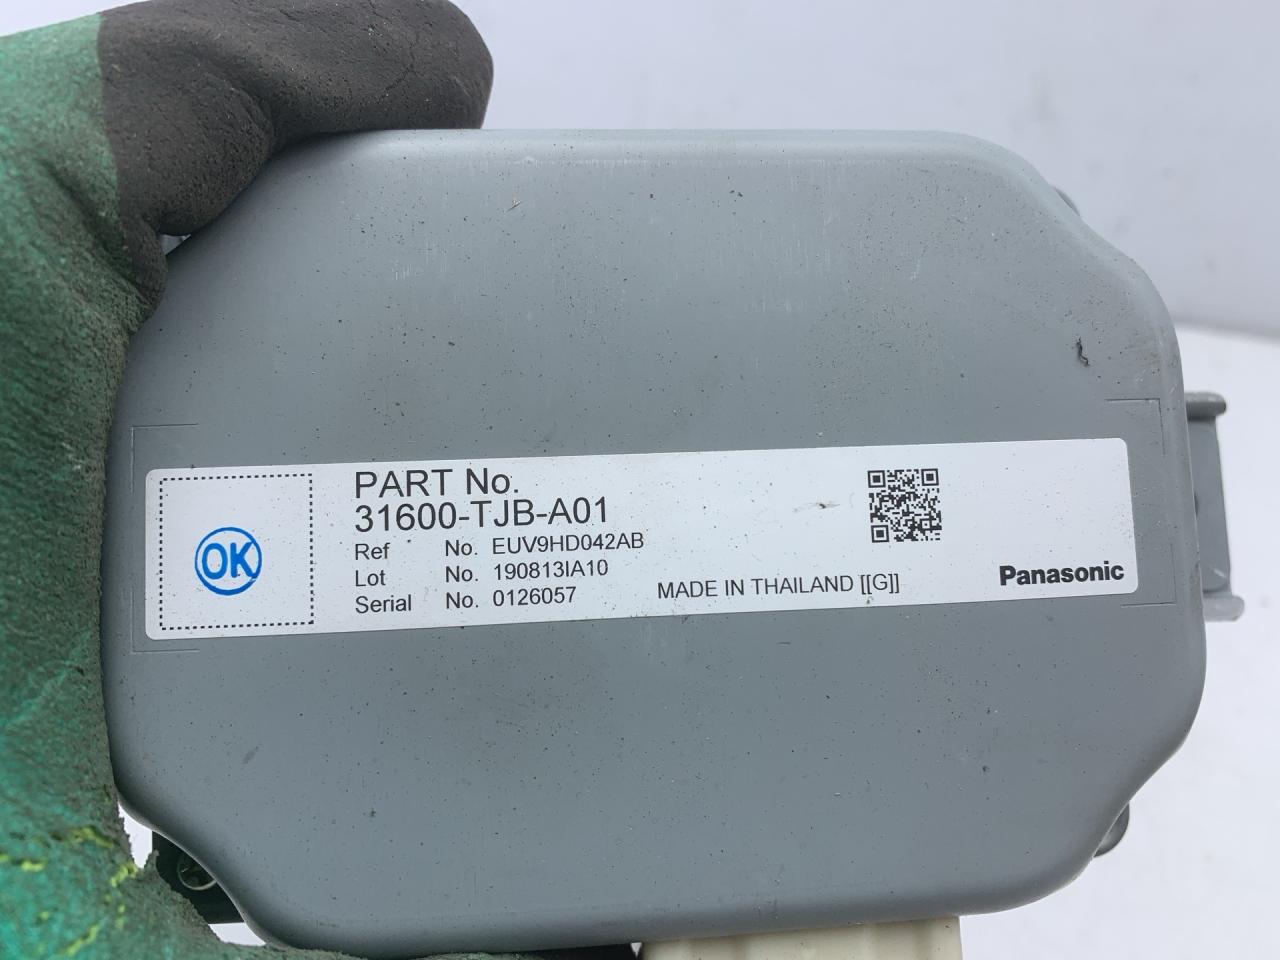 OK
PART No.
31600-TJB-A01
Ref No. EUV9HD042AB
Lot No. 190813IA10
Serial No. 0126057
MADE IN THAILAND [[G]]
Panasonic